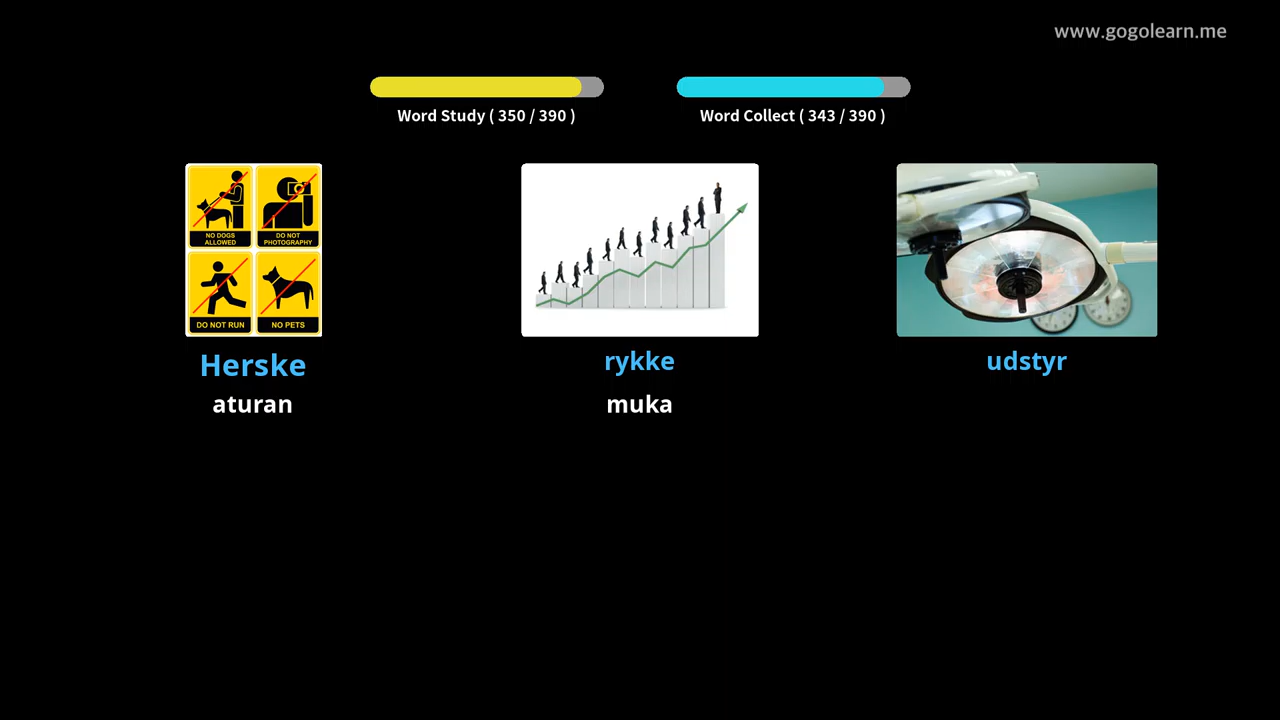 www.gogolearn.me
Word Study ( 350 / 390 )
Word Collect ( 343 / 390 )
NO DOGS
ALLOWED
DO NOT
PHOTOGRAPHY
DO NOT RUN
NO PETS
Herske
rykke
udstyr
aturan
muka